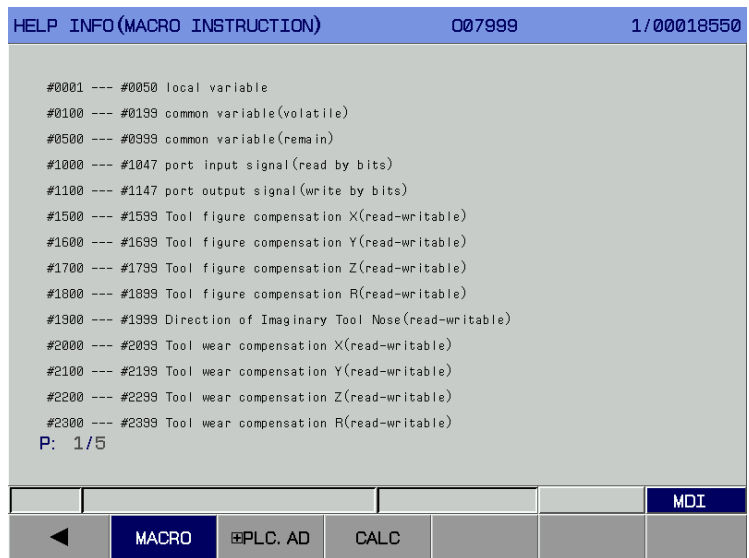 HELP INFO(MACRO INSTRUCTION) O07999 1/00018550
#0001 --- #0050 local variable
#0100 --- #0199 common variable(volatile)
#0500 --- #0999 common variable(remain)
#1000 --- #1047 port input signal(read by bits)
#1100 --- #1147 port output signal(write by bits)
#1500 --- #1599 Tool figure compensation X(read-writable)
#1600 --- #1699 Tool figure compensation Y(read-writable)
#1700 --- #1799 Tool figure compensation Z(read-writable)
#1800 --- #1899 Tool figure compensation R(read-writable)
#1900 --- #1999 Direction of Imaginary Tool Nose(read-writable)
#2000 --- #2099 Tool wear compensation X(read-writable)
#2100 --- #2199 Tool wear compensation Y(read-writable)
#2200 --- #2299 Tool wear compensation Z(read-writable)
#2300 --- #2399 Tool wear compensation R(read-writable)
P: 1/5
MDI
◀ MACRO ⊞PLC. AD CALC